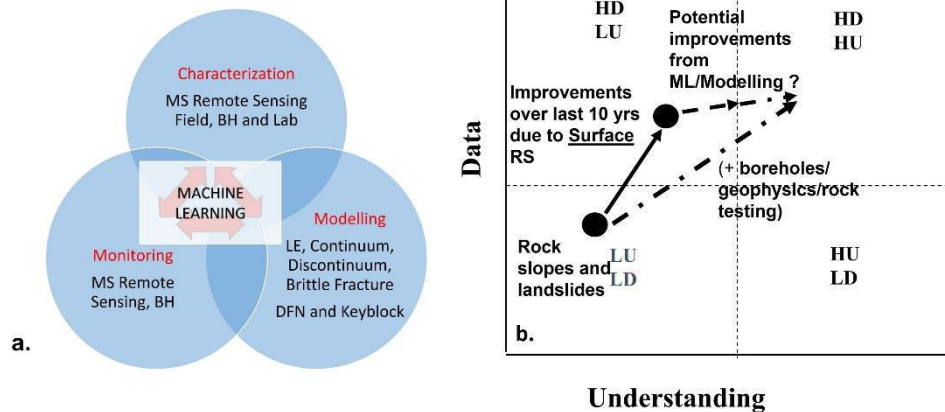 Characterization
MS Remote Sensing
Field, BH and Lab
MACHINE
LEARNING
Monitoring
MS Remote
Sensing, BH
Modelling
LE, Continuum,
Discontinuum,
Brittle Fracture
DFN and Keyblock
a.
Data
HD
LU
Potential
improvements
from
ML/Modelling ?
HD
HU
Improvements
over last 10 yrs
due to Surface
RS
(+ boreholes/
geophysics/rock
testing)
Rock
slopes and
landslides
LU
LD
HU
LD
b.
Understanding